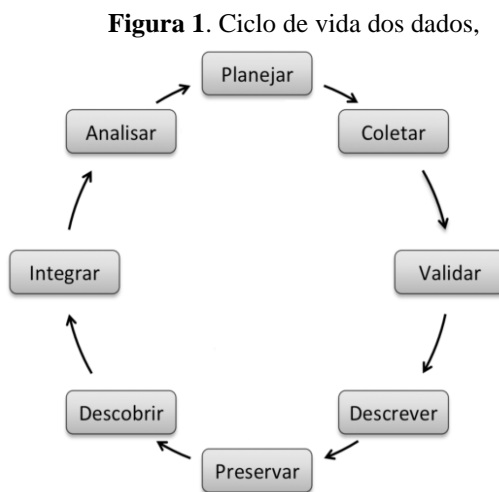 Figura 1. Ciclo de vida dos dados,
Planejar
Coletar
Validar
Descrever
Preservar
Descobrir
Integrar
Analisar